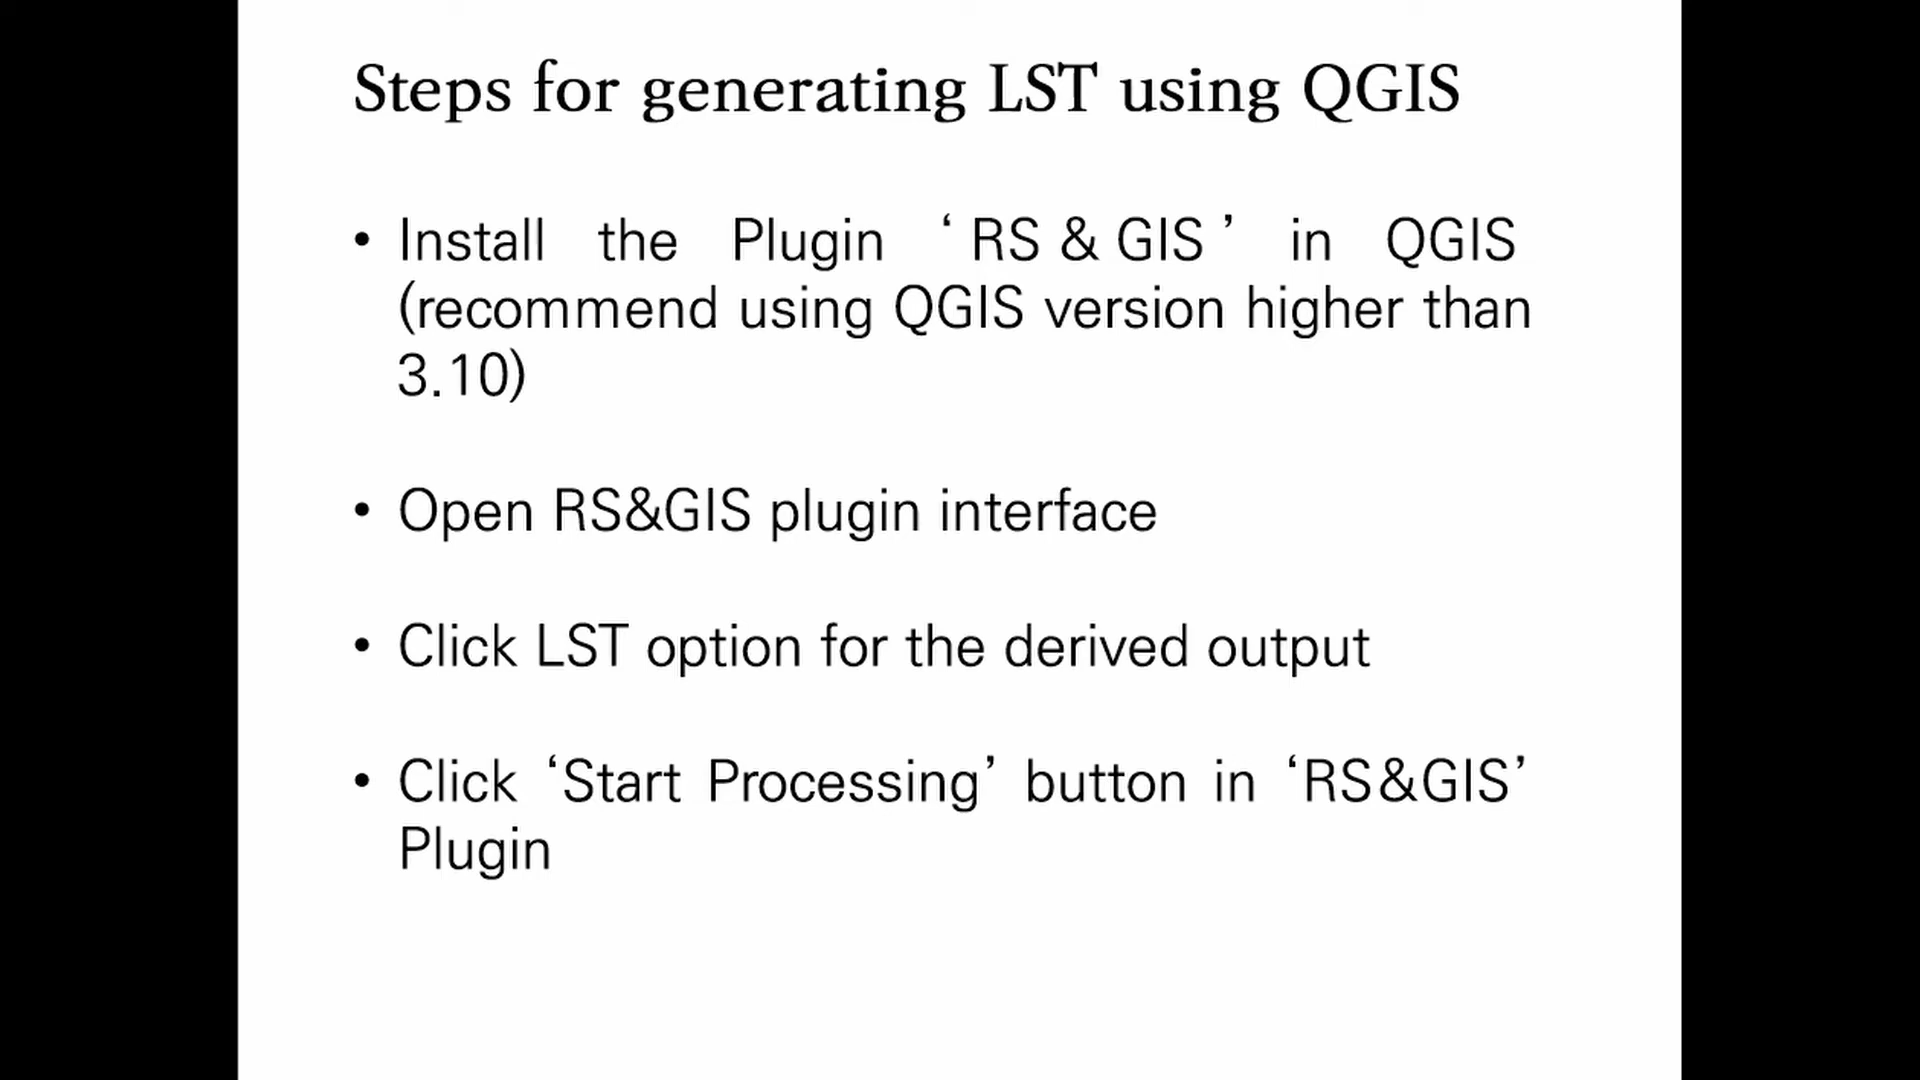 Steps for generating LST using QGIS
• Install the Plugin ‘ RS & GIS ’ in QGIS
(recommend using QGIS version higher than
3.10)
• Open RS&GIS plugin interface
• Click LST option for the derived output
• Click ‘Start Processing’ button in ‘RS&GIS’
Plugin